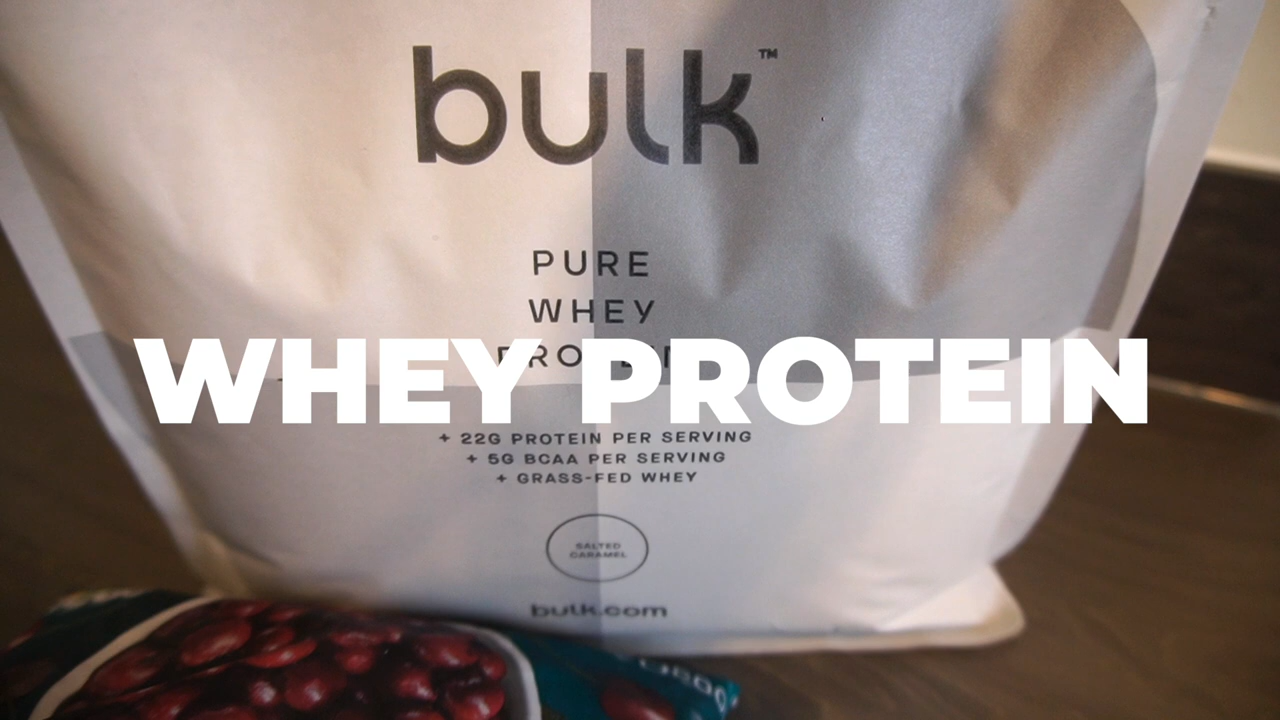 bulk™
PURE
WHEY
PROTEIN
WHEY PROTEIN
+ 22G PROTEIN PER SERVING
+ 5G BCAA PER SERVING
+ GRASS-FED WHEY
SALTED
CARAMEL
bulk.com